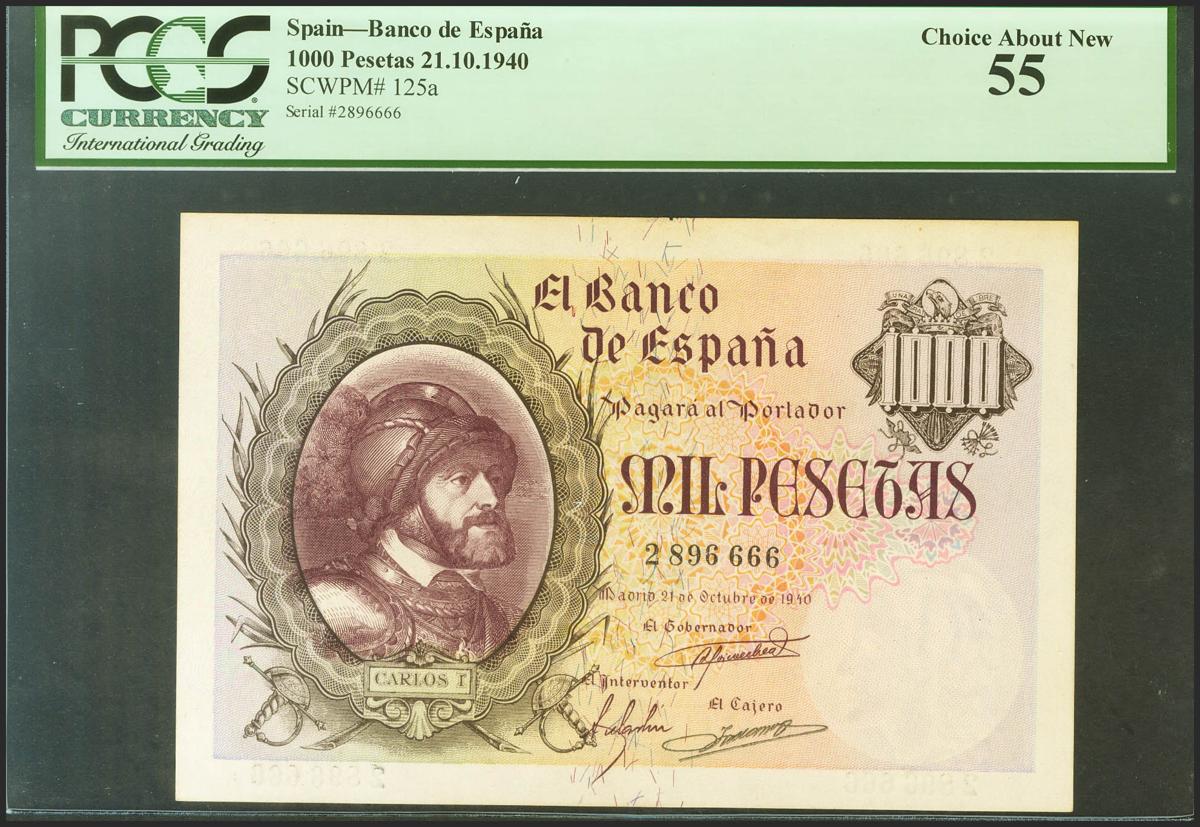 PCGS
CURRENCY
International Grading
Spain—Banco de España
1000 Pesetas 21.10.1940
SCWPM# 125a
Serial #2896666
Choice About New
55
El Banco
de España
Pagará al Portador
MIL PESETAS
2 896 666
Madrid 21 de Octubre de 1940
El Gobernador
El Interventor
El Cajero
CARLOS I
UNA
LIBRE
1000